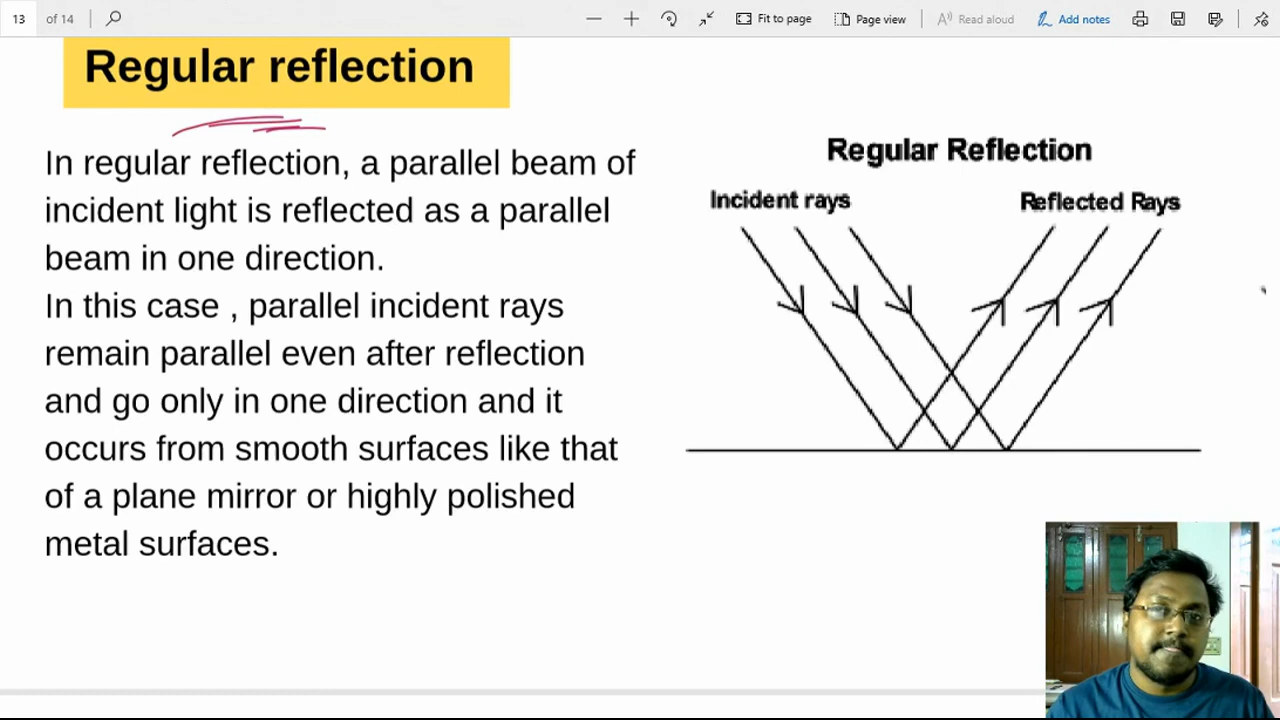 13 of 14
Fit to page
Page view
Read aloud
Add notes
Regular reflection
In regular reflection, a parallel beam of
incident light is reflected as a parallel
beam in one direction.
In this case , parallel incident rays
remain parallel even after reflection
and go only in one direction and it
occurs from smooth surfaces like that
of a plane mirror or highly polished
metal surfaces.
Regular Reflection
Incident rays
Reflected Rays